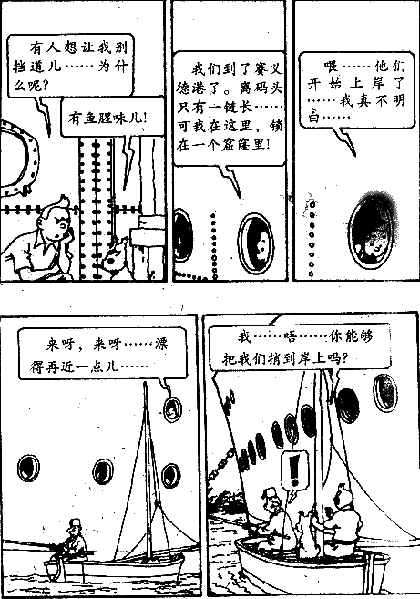 有人想让我别
挡道儿……为什
么呢？
有鱼腥味儿！
我们到了赛义
德港了。离码头
只有一链长……
可我在这里，锁
在一个窟窿里！
喂……他们
开始上岸了
……我真不明
白……
来呀，来呀……漂
得再近一点儿……
我……唔……你能够
把我们捎到岸上吗？
！